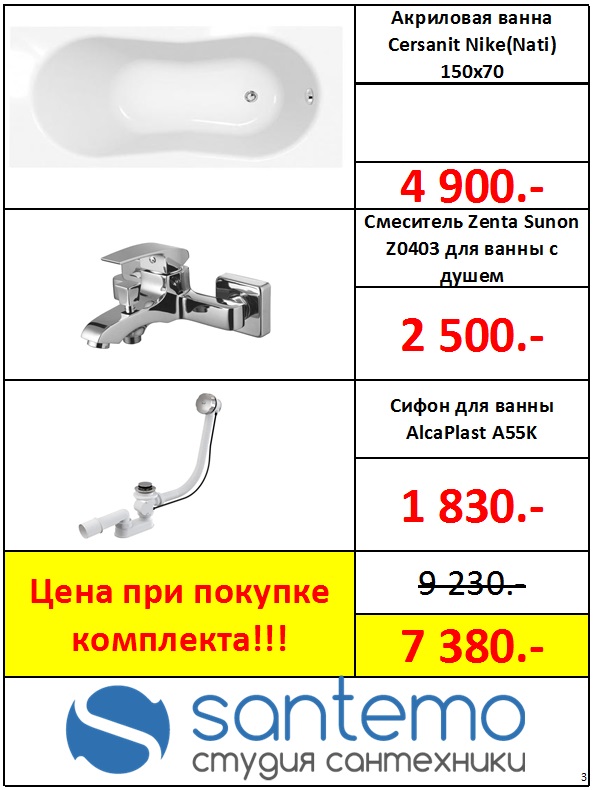 Акриловая ванна
Cersanit Nike(Nati)
150x70
4 900.-
Смеситель Zenta Sunon
Z0403 для ванны с
душем
2 500.-
Сифон для ванны
AlcaPlast A55K
1 830.-
Цена при покупке
комплекта!!!
9 230.-
7 380.-
santemo
студия сантехники
3